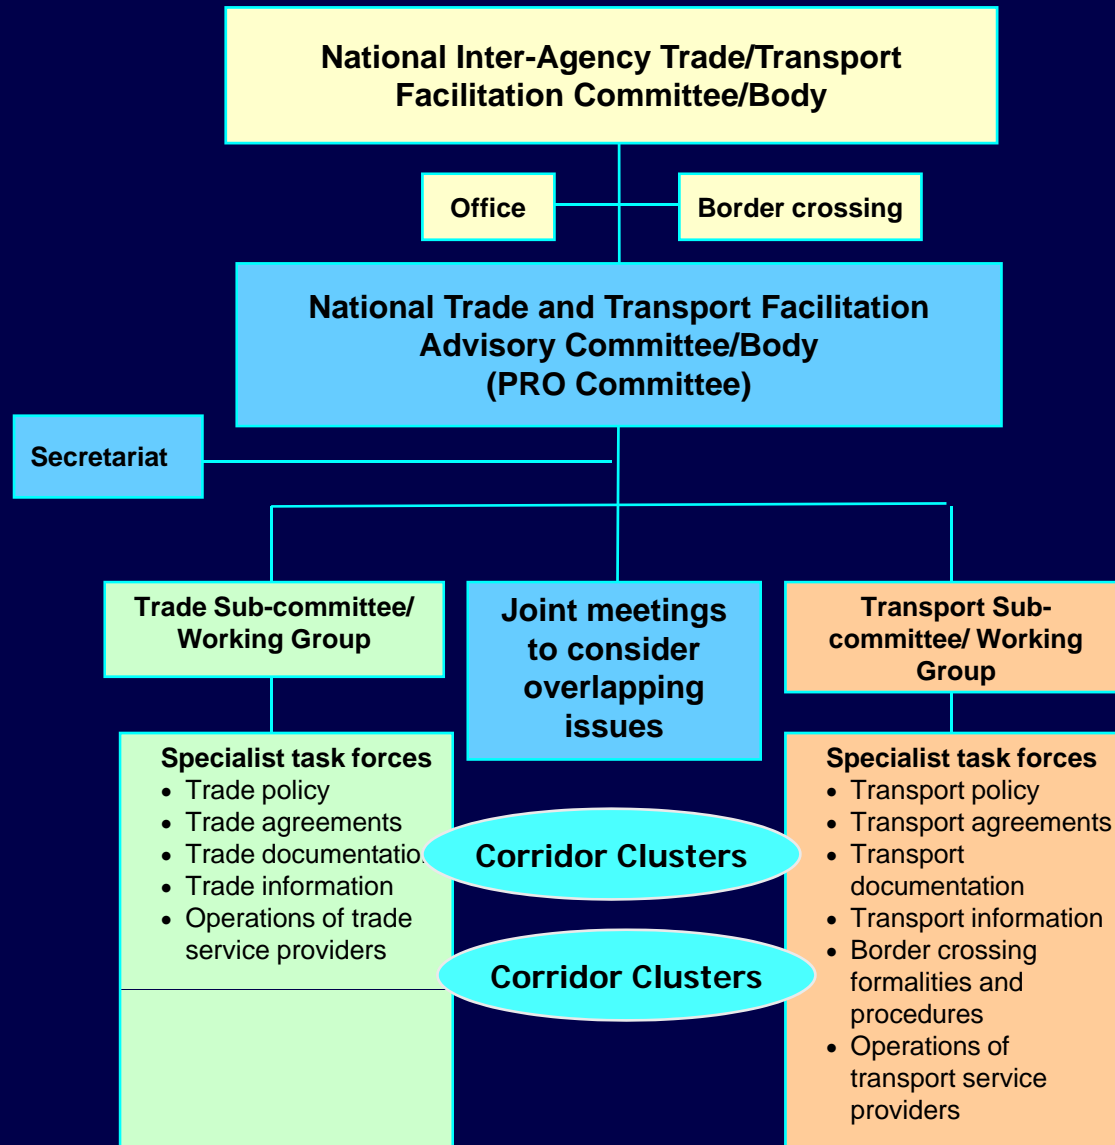 National Inter-Agency Trade/Transport
Facilitation Committee/Body
Office
Border crossing
National Trade and Transport Facilitation
Advisory Committee/Body
(PRO Committee)
Secretariat
Trade Sub-committee/
Working Group
Joint meetings
to consider
overlapping
issues
Transport Sub-
committee/ Working
Group
Specialist task forces
• Trade policy
• Trade agreements
• Trade documentation
• Trade information
• Operations of trade
service providers
Corridor Clusters
Corridor Clusters
Specialist task forces
• Transport policy
• Transport agreements
• Transport
documentation
• Transport information
• Border crossing
formalities and
procedures
• Operations of
transport service
providers